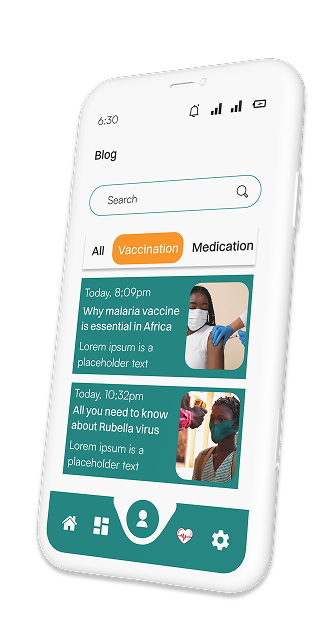 6:30
Blog
Search
All Vaccination Medication
Today, 8:09pm
Why malaria vaccine
is essential in Africa
Lorem ipsum is a
placeholder text
Today, 10:32pm
All you need to know
about Rubella virus
Lorem ipsum is a
placeholder text